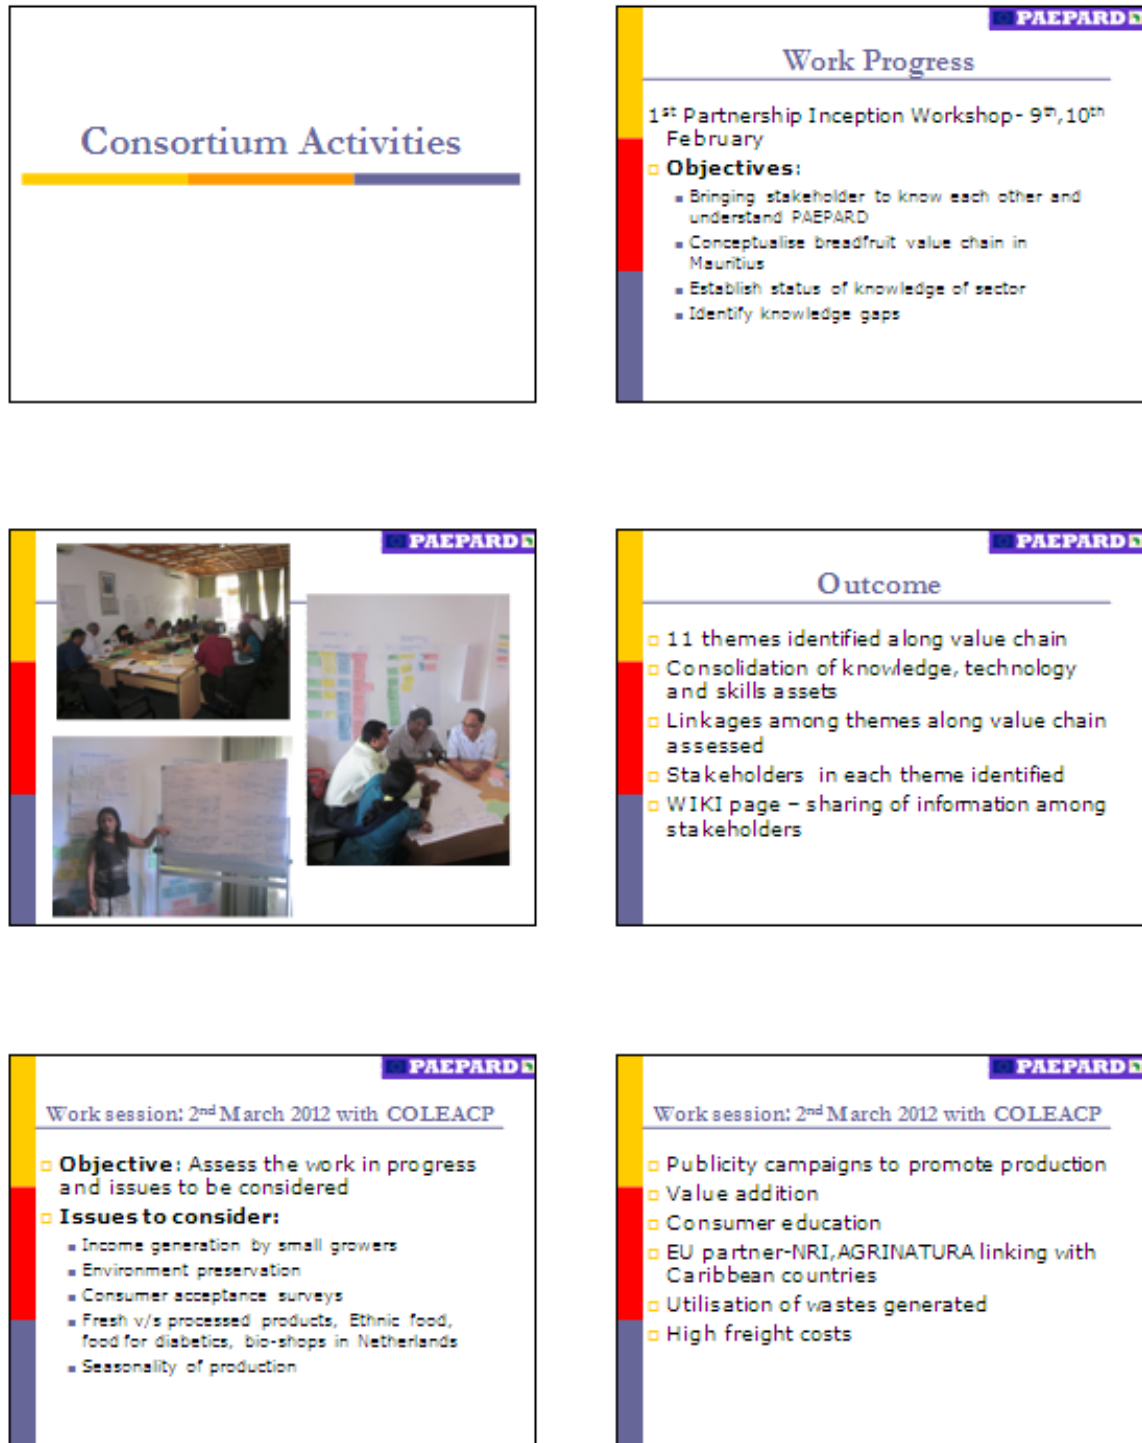 Consortium Activities
PAEPARD
Work Progress
1st Partnership Inception Workshop- 9th,10th
February
Objectives:
Bringing stakeholder to know each other and
understand PAEPARD
Conceptualise breadfruit value chain in
Mauritius
Establish status of knowledge of sector
Identify knowledge gaps
PAEPARD
PAEPARD
Outcome
11 themes identified along value chain
Consolidation of knowledge, technology
and skills assets
Linkages among themes along value chain
assessed
Stakeholders in each theme identified
WIKI page – sharing of information among
stakeholders
PAEPARD
Work session: 2nd March 2012 with COLEACP
Objective: Assess the work in progress
and issues to be considered
Issues to consider:
Income generation by small growers
Environment preservation
Consumer acceptance surveys
Fresh v/s processed products, Ethnic food,
food for diabetics, bio-shops in Netherlands
Seasonality of production
PAEPARD
Work session: 2nd March 2012 with COLEACP
Publicity campaigns to promote production
Value addition
Consumer education
EU partner-NRI,AGRINATURA linking with
Caribbean countries
Utilisation of wastes generated
High freight costs